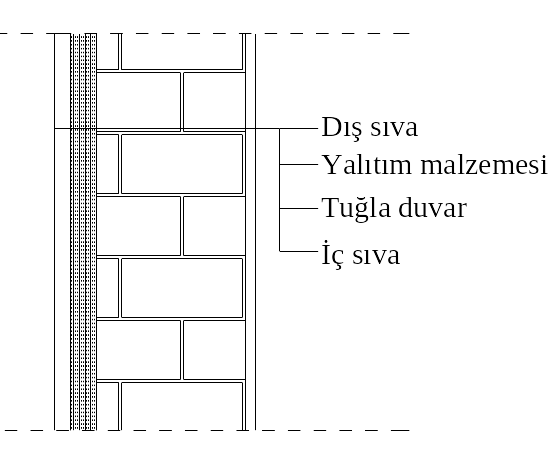 Dış sıva
Yalıtım malzemesi
Tuğla duvar
İç sıva